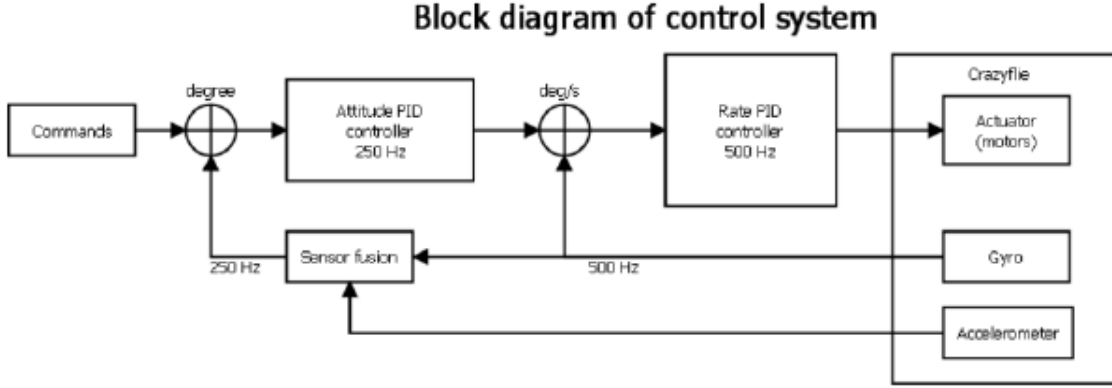 Block diagram of control system
Commands
degree
Attitude PID
controller
250 Hz
deg/s
Rate PID
controller
500 Hz
Crazyflie
Actuator
(motors)
250 Hz
Sensor fusion
500 Hz
Gyro
Accelerometer